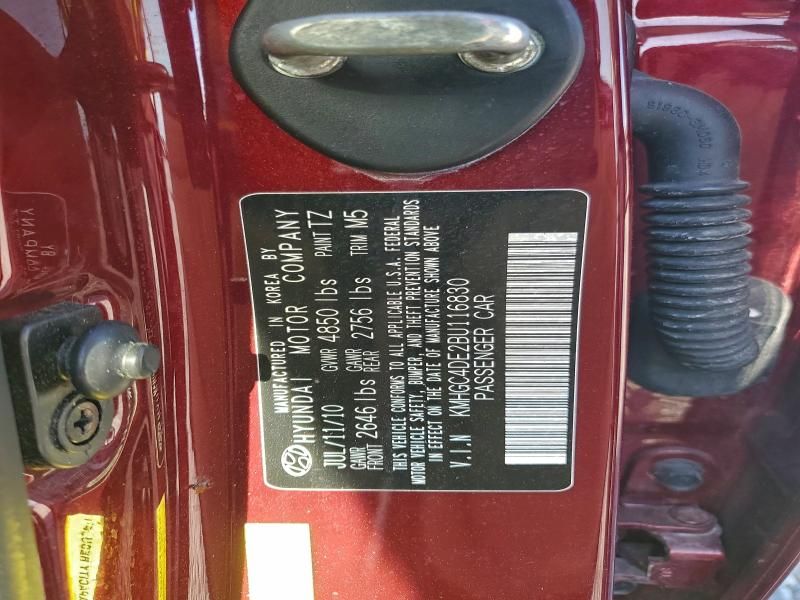 MANUFACTURED IN KOREA BY
HYUNDAI MOTOR COMPANY
JUL/11/10 GVWR 4850 lbs PAINT TZ
GAWR FRONT 2646 lbs GAWR REAR 2756 lbs TRIM M5
THIS VEHICLE CONFORMS TO ALL APPLICABLE U.S.A. FEDERAL
MOTOR VEHICLE SAFETY, BUMPER, AND THEFT PREVENTION STANDARDS
IN EFFECT ON THE DATE OF MANUFACTURE SHOWN ABOVE
V.I.N KMHGC4DE2BU116830
PASSENGER CAR